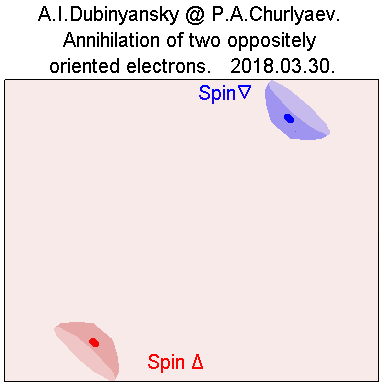 A.I.Dubinyansky @ P.A.Churlyaev.
Annihilation of two oppositely
oriented electrons. 2018.03.30.
Spin∇
Spin Δ